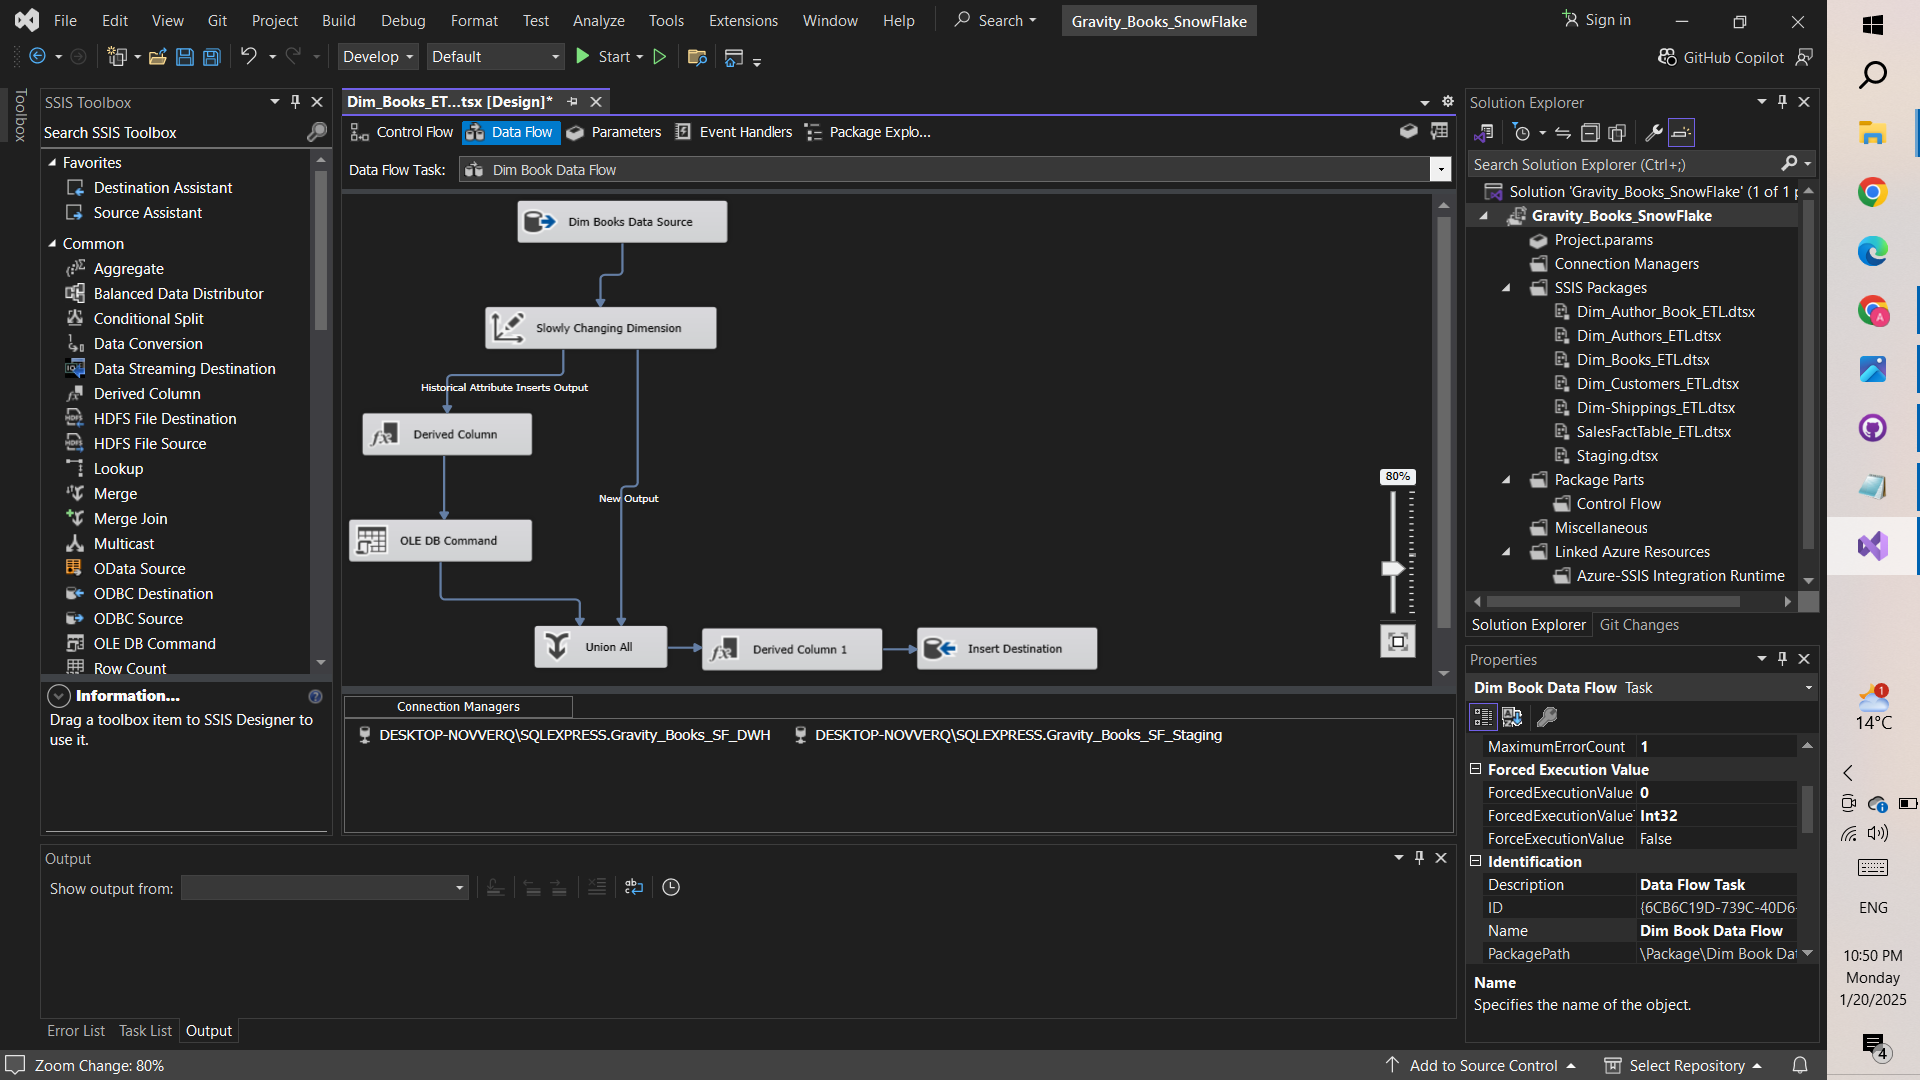 File Edit View Git Project Build Debug Format Test Analyze Tools Extensions Window Help Search Gravity_Books_SnowFlake Sign in
Develop Default Start GitHub Copilot
Toolbox
SSIS Toolbox
Search SSIS Toolbox
Favorites
Destination Assistant
Source Assistant
Common
Aggregate
Balanced Data Distributor
Conditional Split
Data Conversion
Data Streaming Destination
Derived Column
HDFS File Destination
HDFS File Source
Lookup
Merge
Merge Join
Multicast
OData Source
ODBC Destination
ODBC Source
OLE DB Command
Row Count
Information...
Drag a toolbox item to SSIS Designer to
use it.
Dim_Books_ET...tsx [Design]*
Control Flow Data Flow Parameters Event Handlers Package Explo...
Data Flow Task: Dim Book Data Flow
Dim Books Data Source
Slowly Changing Dimension
Historical Attribute Inserts Output
Derived Column
New Output
OLE DB Command
Union All
Derived Column 1
Insert Destination
80%
Connection Managers
DESKTOP-NOVVERQ\SQLEXPRESS.Gravity_Books_SF_DWH
DESKTOP-NOVVERQ\SQLEXPRESS.Gravity_Books_SF_Staging
Output
Show output from:
Error List Task List Output
Solution Explorer
Search Solution Explorer (Ctrl+;)
Solution 'Gravity_Books_SnowFlake' (1 of 1 p
Gravity_Books_SnowFlake
Project.params
Connection Managers
SSIS Packages
Dim_Author_Book_ETL.dtsx
Dim_Authors_ETL.dtsx
Dim_Books_ETL.dtsx
Dim_Customers_ETL.dtsx
Dim-Shippings_ETL.dtsx
SalesFactTable_ETL.dtsx
Staging.dtsx
Package Parts
Control Flow
Miscellaneous
Linked Azure Resources
Azure-SSIS Integration Runtime
Solution Explorer Git Changes
Properties
Dim Book Data Flow Task
MaximumErrorCount 1
Forced Execution Value
ForcedExecutionValue 0
ForcedExecutionValue Int32
ForceExecutionValue False
Identification
Description Data Flow Task
ID {6CB6C19D-739C-40D6-
Name Dim Book Data Flow
PackagePath \Package\Dim Book Dat
Name
Specifies the name of the object.
Zoom Change: 80% Add to Source Control Select Repository
A
1
14°C
ENG
10:50 PM
Monday
1/20/2025
4